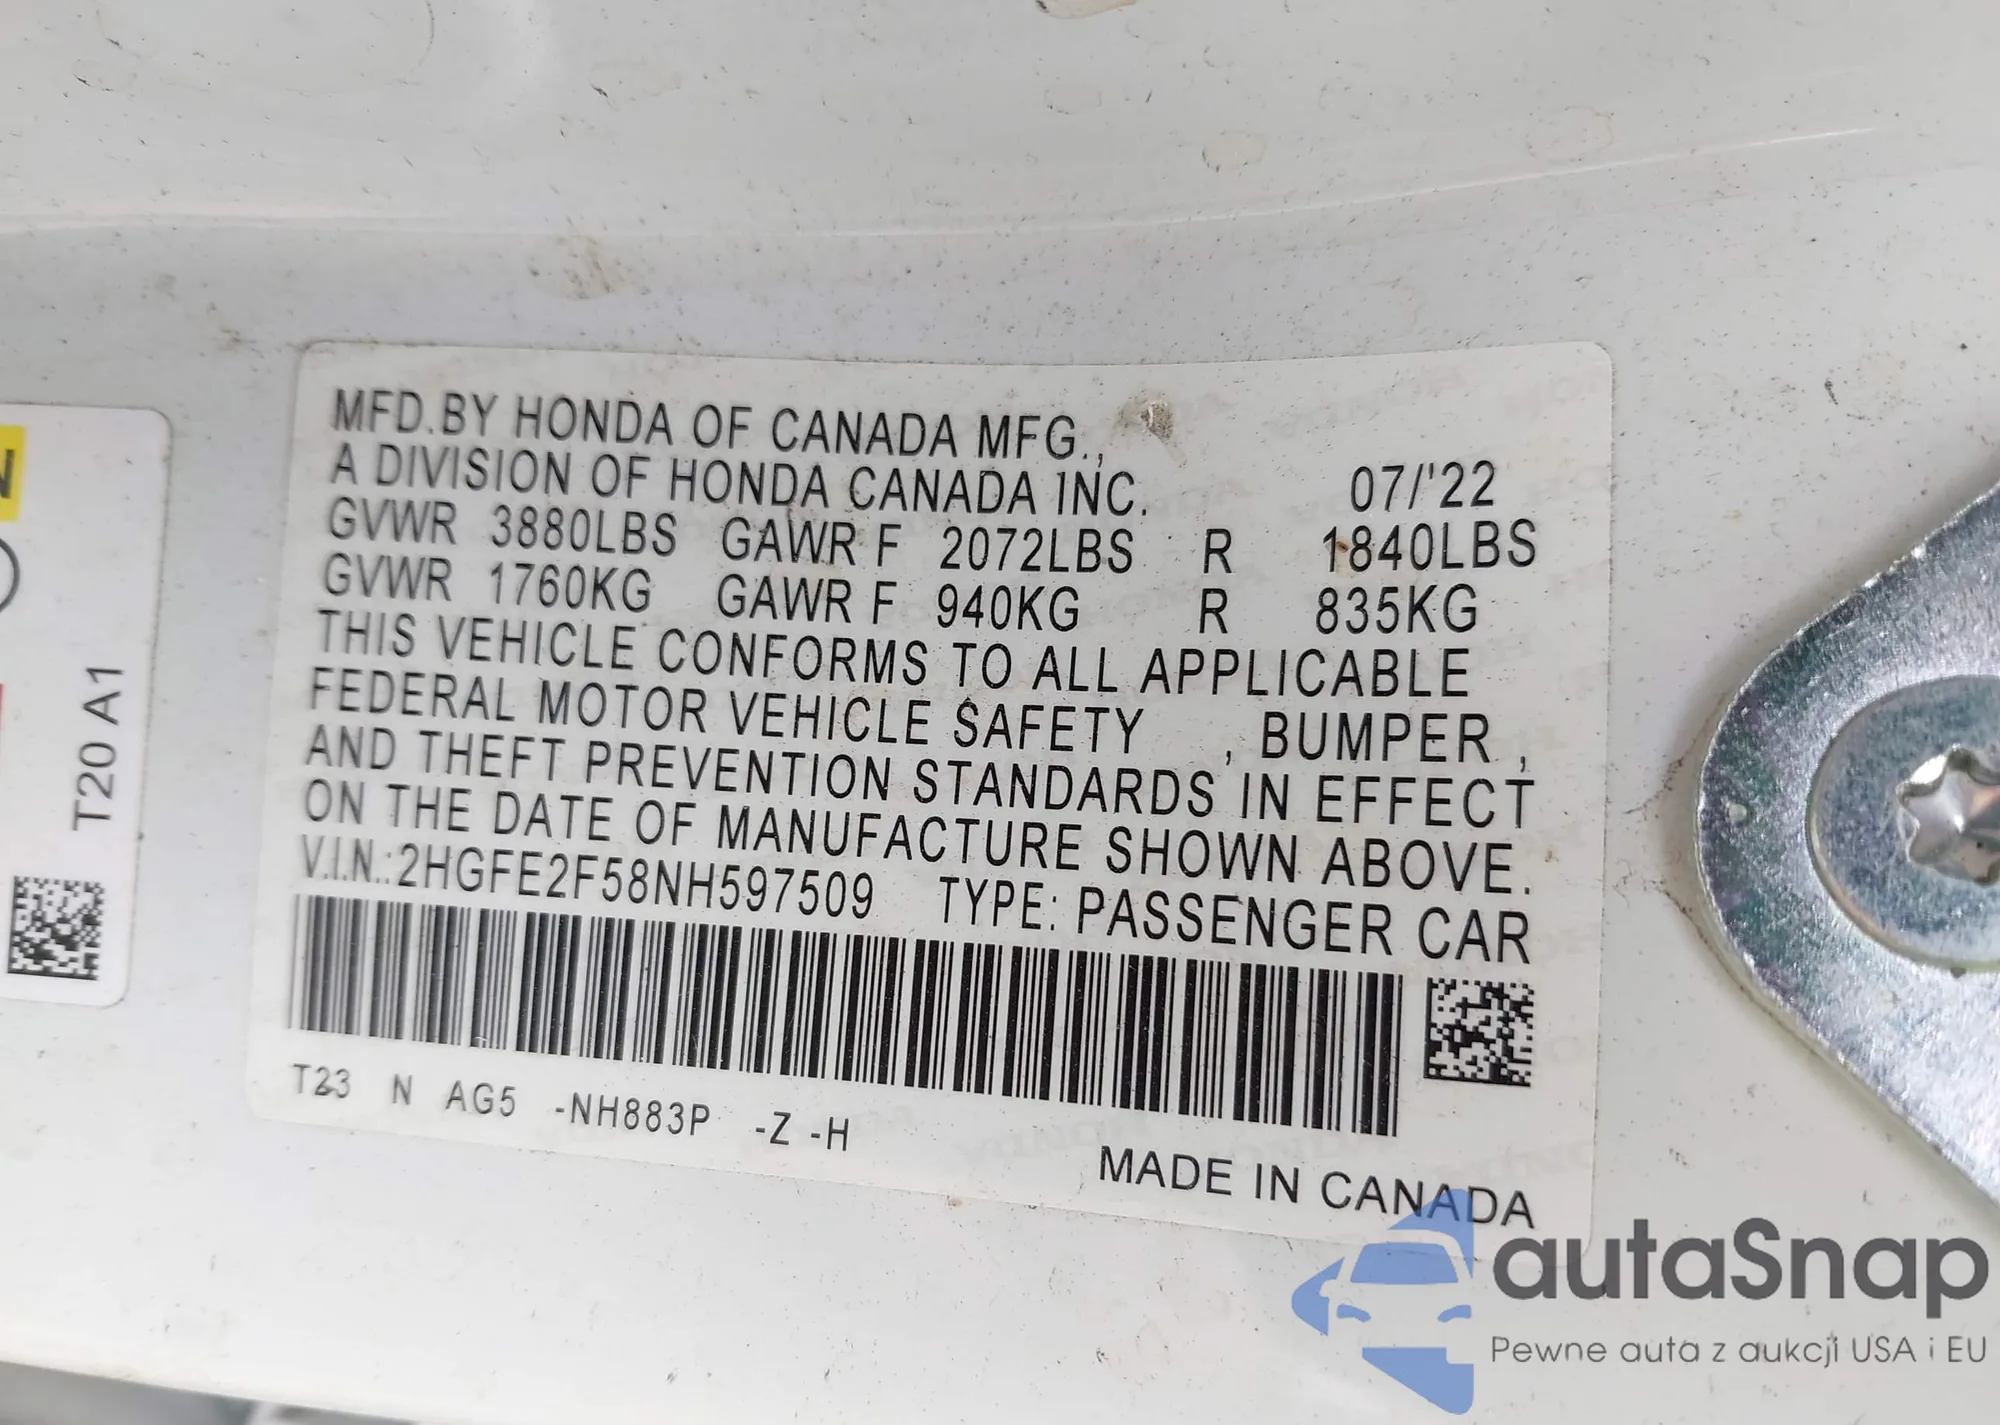 MFD.BY HONDA OF CANADA MFG.,
A DIVISION OF HONDA CANADA INC. 07/'22
GVWR 3880LBS GAWR F 2072LBS R 1840LBS
GVWR 1760KG GAWR F 940KG R 835KG
THIS VEHICLE CONFORMS TO ALL APPLICABLE
FEDERAL MOTOR VEHICLE SAFETY , BUMPER ,
AND THEFT PREVENTION STANDARDS IN EFFECT
ON THE DATE OF MANUFACTURE SHOWN ABOVE.
V.I.N.:2HGFE2F58NH597509 TYPE: PASSENGER CAR
T23 N AG5 -NH883P -Z -H
MADE IN CANADA
N
T20 A1
autaSnap
Pewne auta z aukcji USA i EU